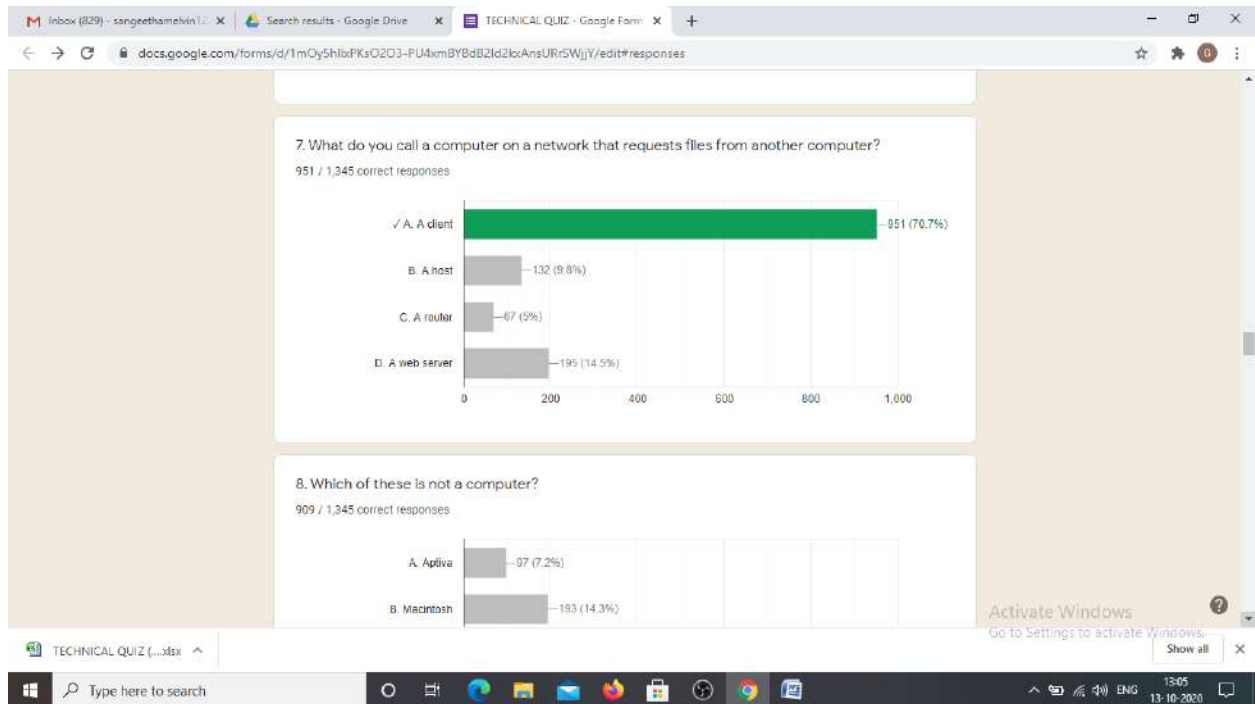 Inbox (829) - sangeethamelvin1
Search results - Google Drive
TECHNICAL QUIZ - Google Form
docs.google.com/forms/d/
/edit#responses
7. What do you call a computer on a network that requests files from another computer?
951 / 1,345 correct responses
✓ A. A client
951 (70.7%)
B. A host
132 (9.8%)
C. A router
67 (5%)
D. A web server
195 (14.5%)
0 200 400 600 800 1,000
8. Which of these is not a computer?
909 / 1,345 correct responses
A. Aptiva
97 (7.2%)
B. Macintosh
193 (14.3%)
Activate Windows
Go to Settings to activate Windows.
TECHNICAL QUIZ (....xlsx
Show all
Type here to search
ENG
13:05
13-10-2020
G